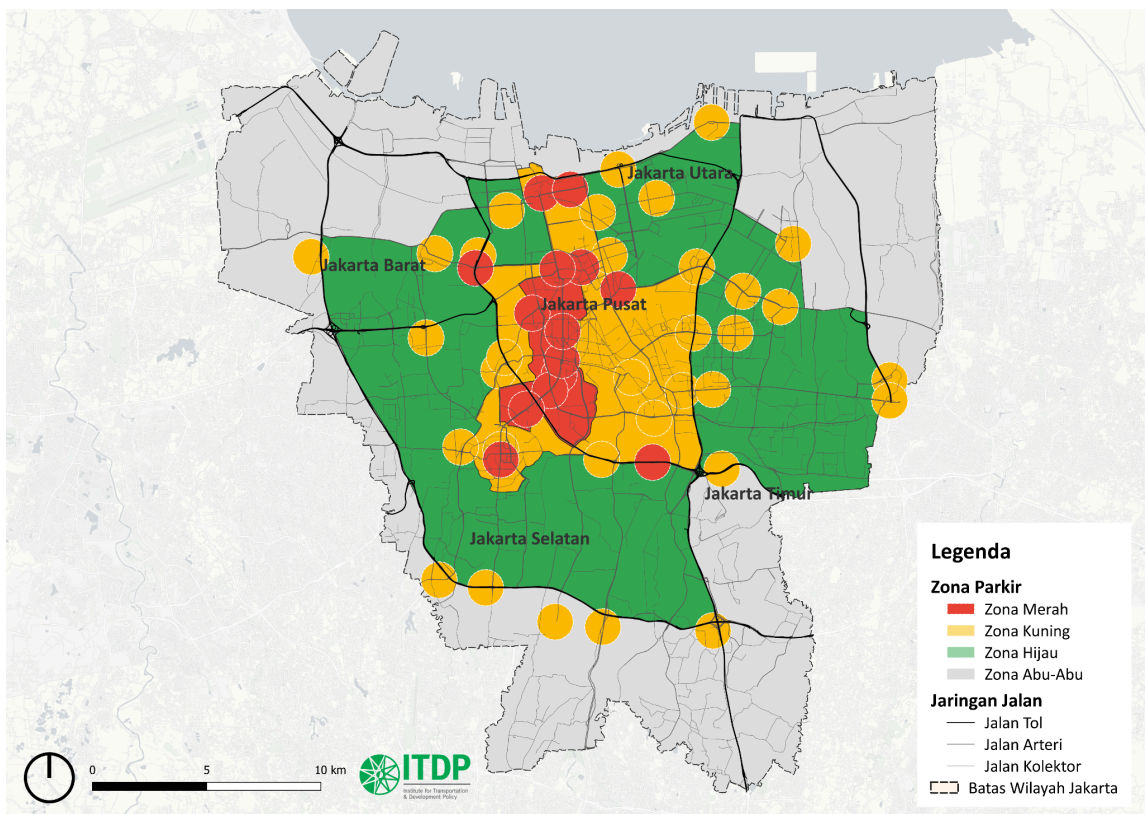 Jakarta Utara
Jakarta Barat
Jakarta Pusat
Jakarta Timur
Jakarta Selatan
Legenda
Zona Parkir
Zona Merah
Zona Kuning
Zona Hijau
Zona Abu-Abu
Jaringan Jalan
Jalan Tol
Jalan Arteri
Jalan Kolektor
Batas Wilayah Jakarta
0 5 10 km
ITDP
Institute for Transportation
& Development Policy